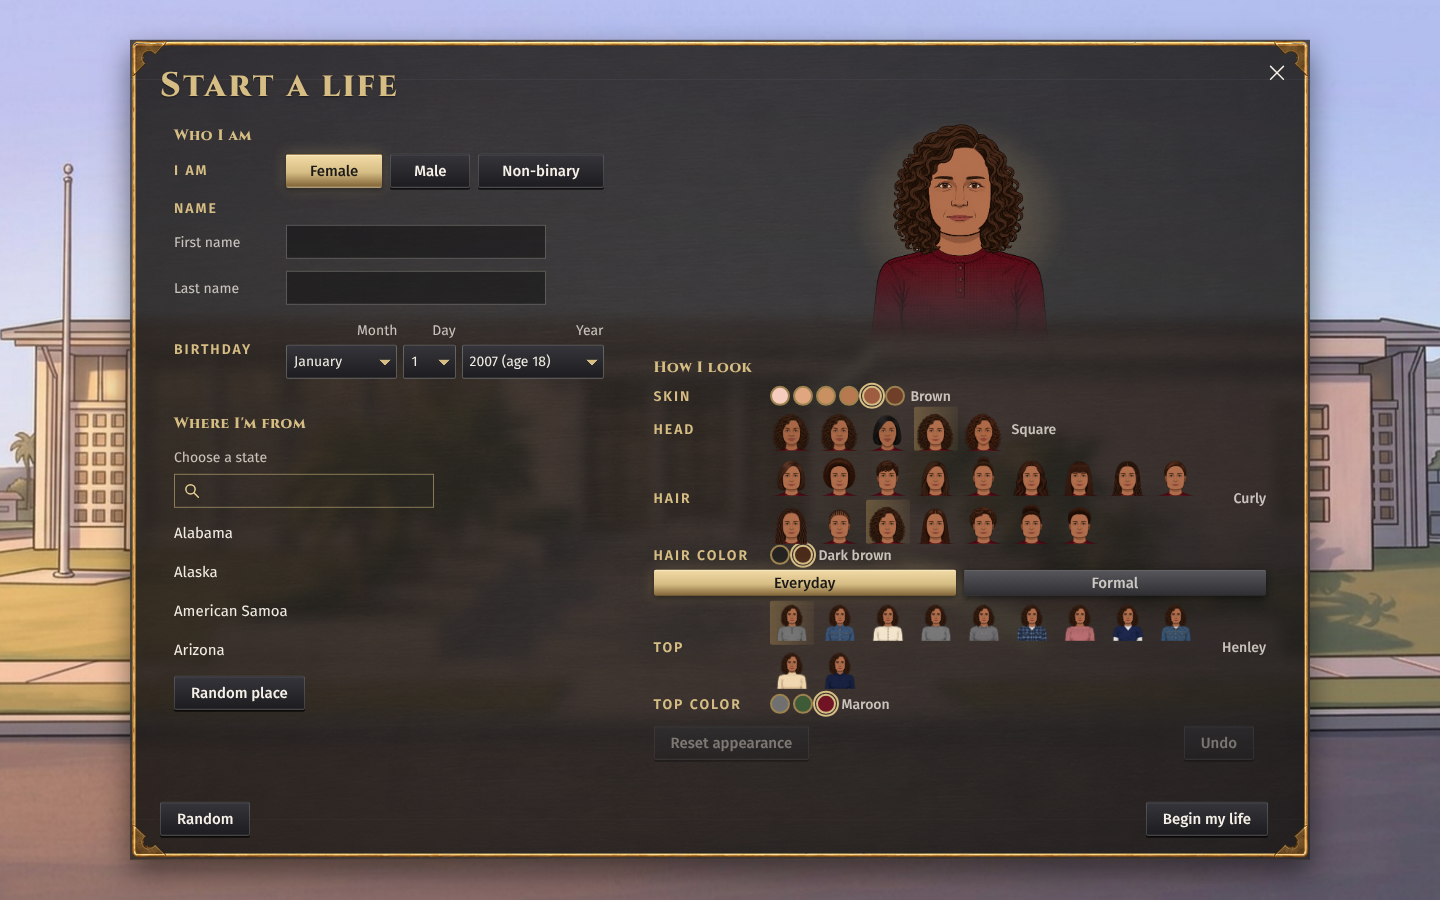 Start a life
Who I am
I AM
Female
Male
Non-binary
NAME
First name
Last name
Month
Day
Year
BIRTHDAY
January
1
2007 (age 18)
Where I'm from
Choose a state
Alabama
Alaska
American Samoa
Arizona
Random place
How I look
SKIN
Brown
HEAD
Square
HAIR
Curly
HAIR COLOR
Dark brown
Everyday
Formal
TOP
Henley
TOP COLOR
Maroon
Reset appearance
Undo
Random
Begin my life